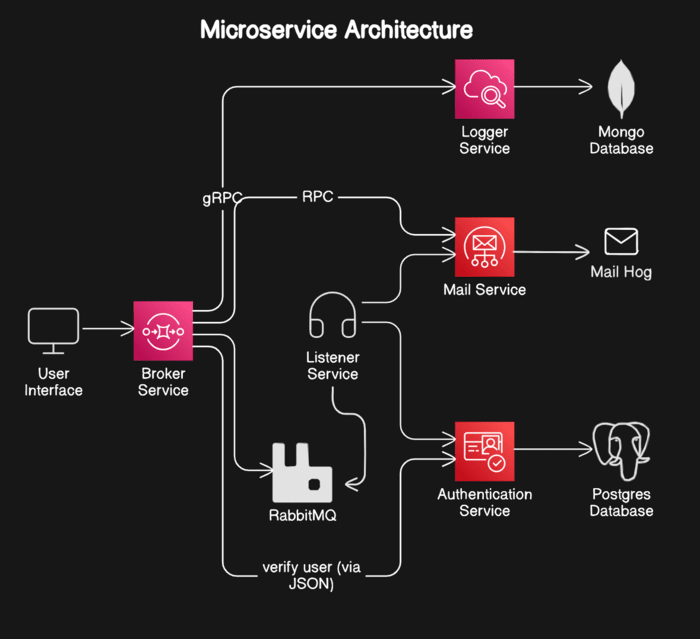 Microservice Architecture
Logger
Service
Mongo
Database
gRPC
RPC
Mail Service
Mail Hog
User
Interface
Broker
Service
Listener
Service
RabbitMQ
Authentication
Service
Postgres
Database
verify user (via
JSON)